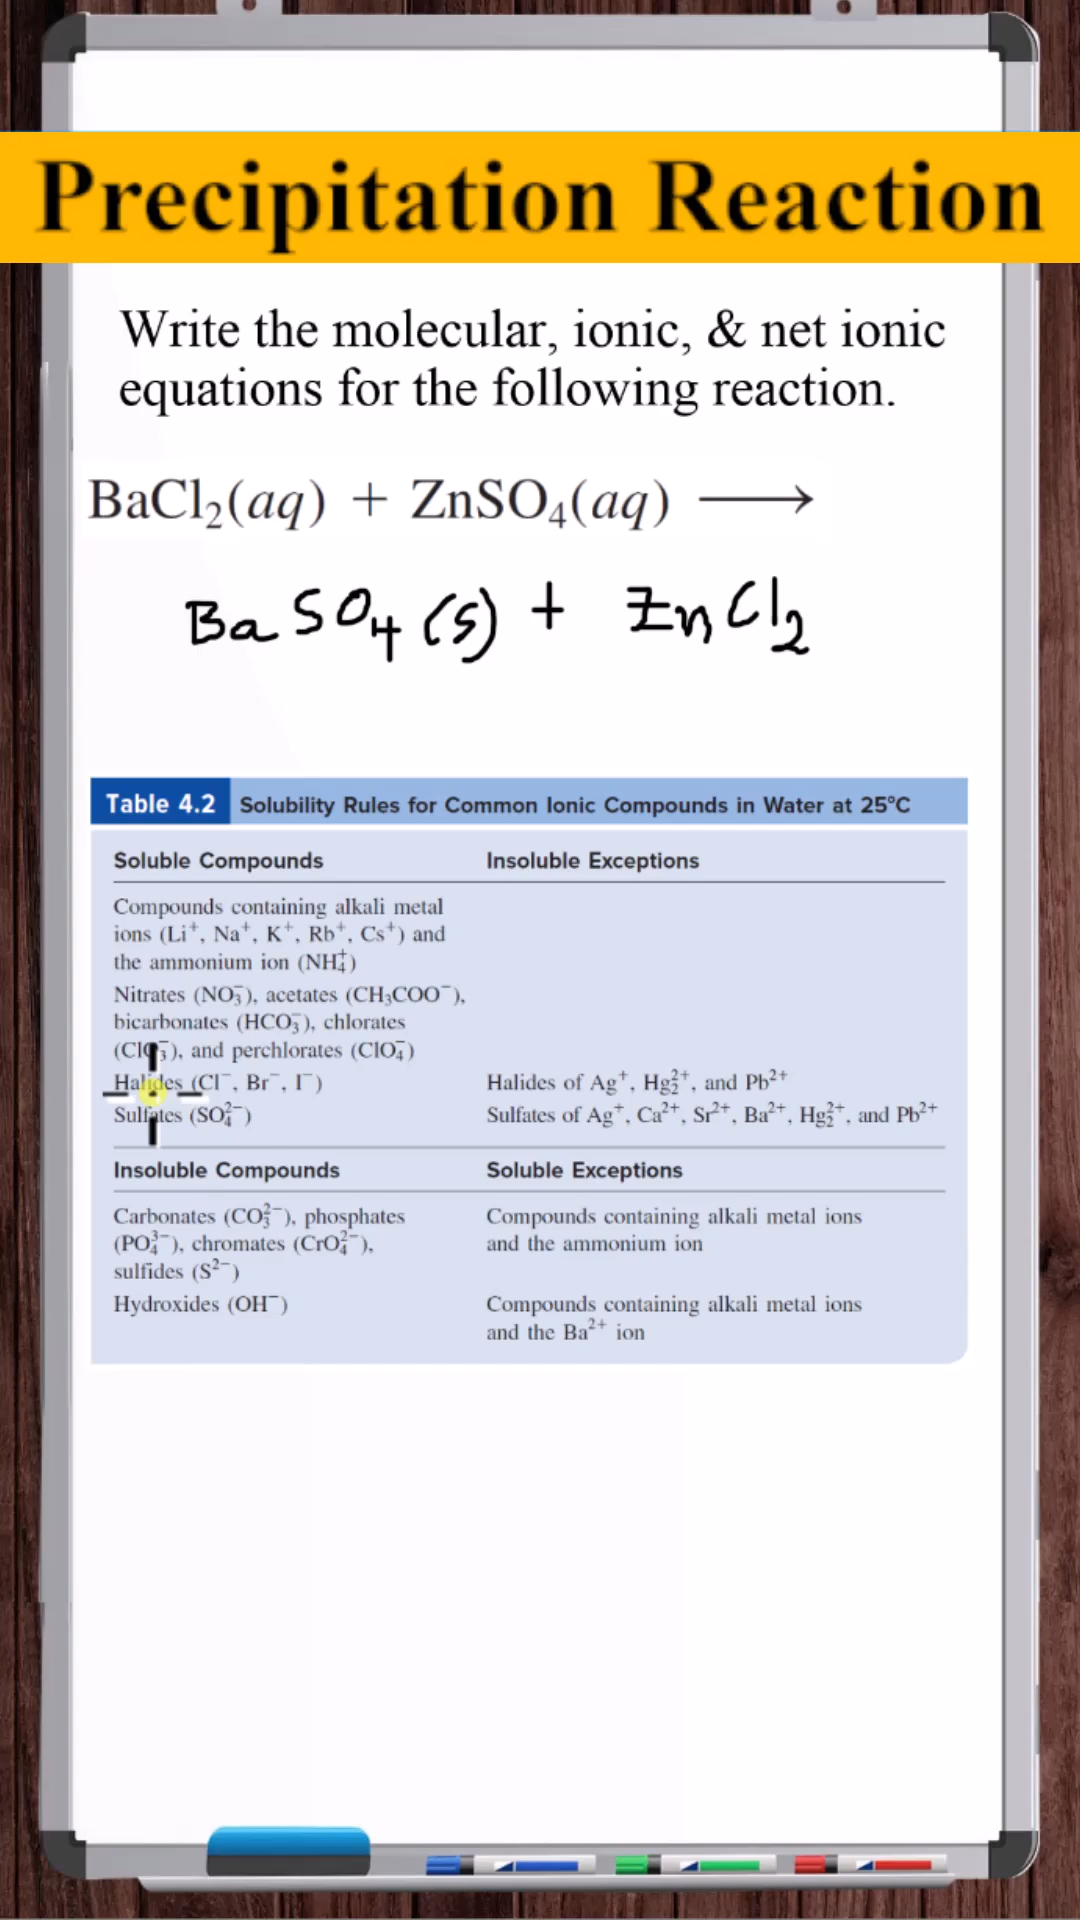 Precipitation Reaction
Write the molecular, ionic, & net ionic
equations for the following reaction.
BaCl₂(aq) + ZnSO₄(aq) ⟶
BaSO₄(s) + ZnCl₂
Table 4.2 Solubility Rules for Common Ionic Compounds in Water at 25°C
Soluble Compounds Insoluble Exceptions
Compounds containing alkali metal
ions (Li⁺, Na⁺, K⁺, Rb⁺, Cs⁺) and
the ammonium ion (NH₄⁺)
Nitrates (NO₃⁻), acetates (CH₃COO⁻),
bicarbonates (HCO₃⁻), chlorates
(ClO₃⁻), and perchlorates (ClO₄⁻)
Halides (Cl⁻, Br⁻, I⁻) Halides of Ag⁺, Hg₂²⁺, and Pb²⁺
Sulfates (SO₄²⁻) Sulfates of Ag⁺, Ca²⁺, Sr²⁺, Ba²⁺, Hg₂²⁺, and Pb²⁺
Insoluble Compounds Soluble Exceptions
Carbonates (CO₃²⁻), phosphates Compounds containing alkali metal ions
(PO₄³⁻), chromates (CrO₄²⁻), and the ammonium ion
sulfides (S²⁻)
Hydroxides (OH⁻) Compounds containing alkali metal ions
and the Ba²⁺ ion